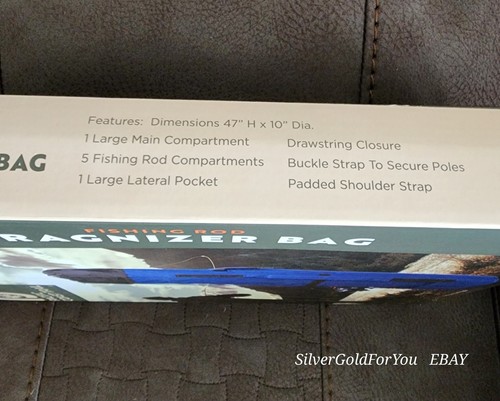 Features: Dimensions 47" H x 10" Dia.
1 Large Main Compartment
Drawstring Closure
BAG
5 Fishing Rod Compartments
Buckle Strap To Secure Poles
1 Large Lateral Pocket
Padded Shoulder Strap
FISHING ROD
RAGNIZER BAG
SilverGoldForYou EBAY